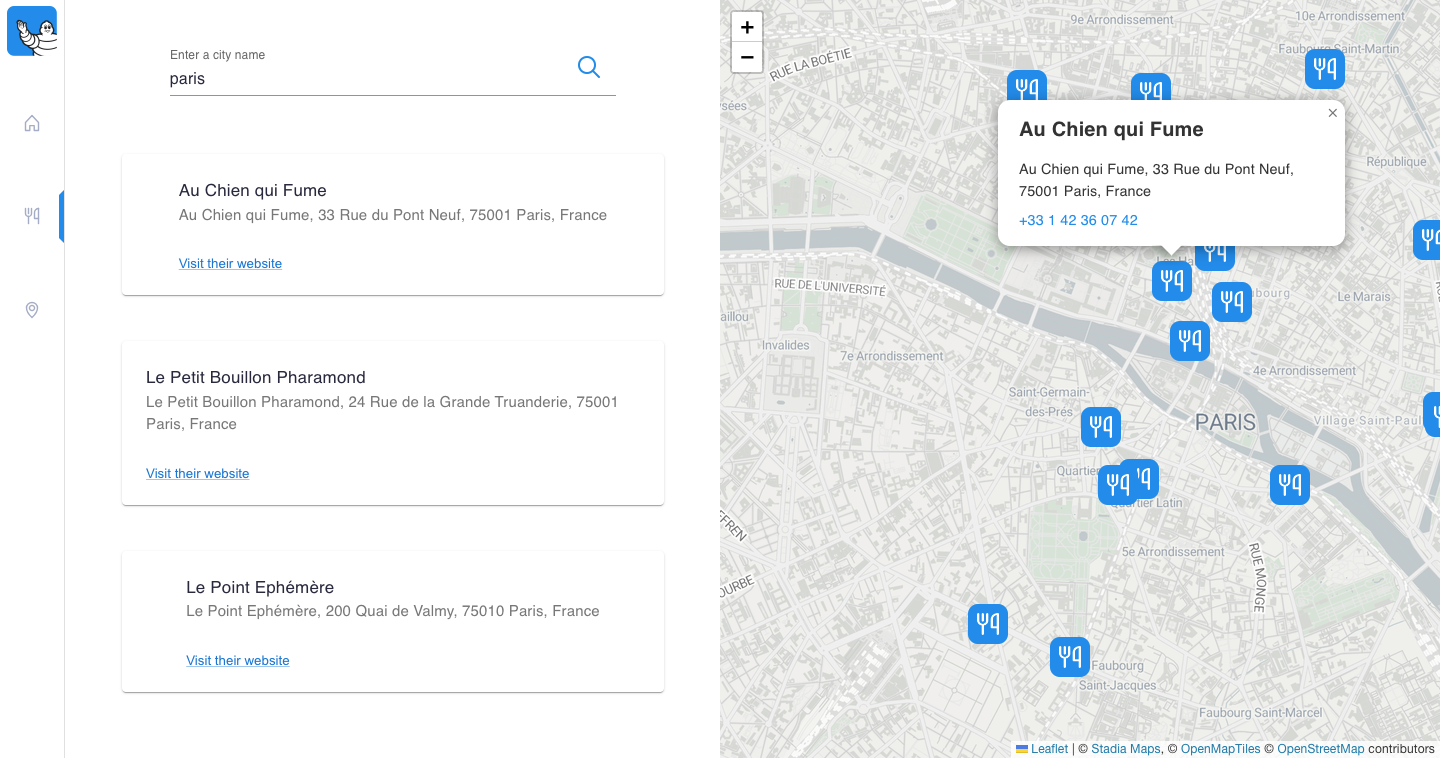 Enter a city name
paris
Au Chien qui Fume
Au Chien qui Fume, 33 Rue du Pont Neuf, 75001 Paris, France
Visit their website
Le Petit Bouillon Pharamond
Le Petit Bouillon Pharamond, 24 Rue de la Grande Truanderie, 75001
Paris, France
Visit their website
Le Point Ephémère
Le Point Ephémère, 200 Quai de Valmy, 75010 Paris, France
Visit their website
+
−
9e Arrondissement
10e Arrondissement
Faubourg Saint-Martin
RUE LA BOÉTIE
×
Au Chien qui Fume
Au Chien qui Fume, 33 Rue du Pont Neuf,
75001 Paris, France
+33 1 42 36 07 42
République
RUE DE L'UNIVERSITÉ
Le Marais
Invalides
7e Arrondissement
4e Arrondissement
Saint-Germain-
des-Prés
PARIS
Village Saint-Paul
5e Arrondissement
RUE MONGE
Faubourg
Saint-Jacques
Faubourg Saint-Marcel
Leaflet | © Stadia Maps, © OpenMapTiles © OpenStreetMap contributors